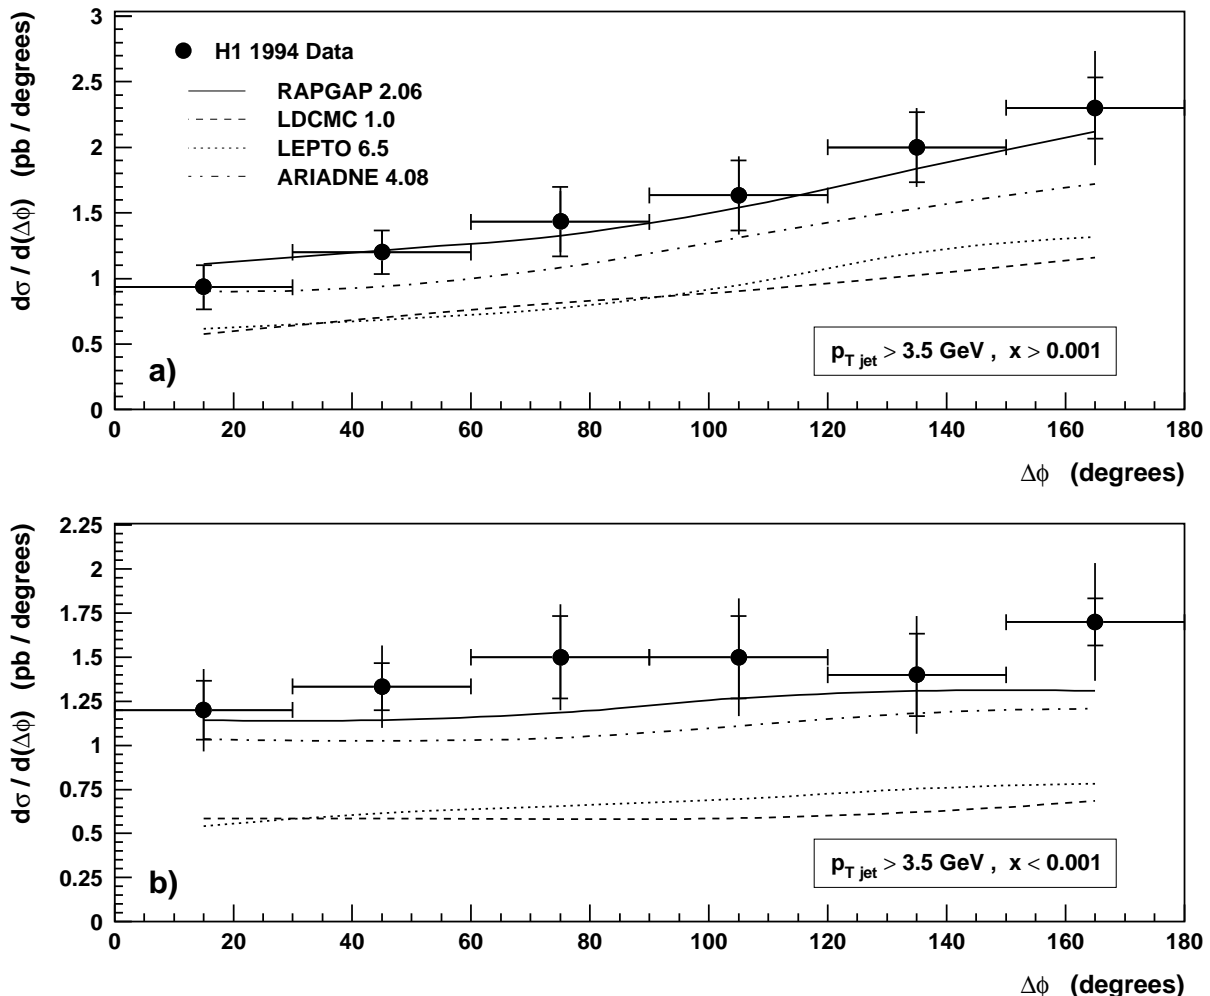 dσ / d(Δϕ) (pb / degrees)
3
2.5
2
1.5
1
0.5
0
H1 1994 Data
RAPGAP 2.06
LDCMC 1.0
LEPTO 6.5
ARIADNE 4.08
a)
p_T jet > 3.5 GeV , x > 0.001
0 20 40 60 80 100 120 140 160 180
Δϕ (degrees)
dσ / d(Δϕ) (pb / degrees)
2.25
2
1.75
1.5
1.25
1
0.75
0.5
0.25
0
b)
p_T jet > 3.5 GeV , x < 0.001
0 20 40 60 80 100 120 140 160 180
Δϕ (degrees)